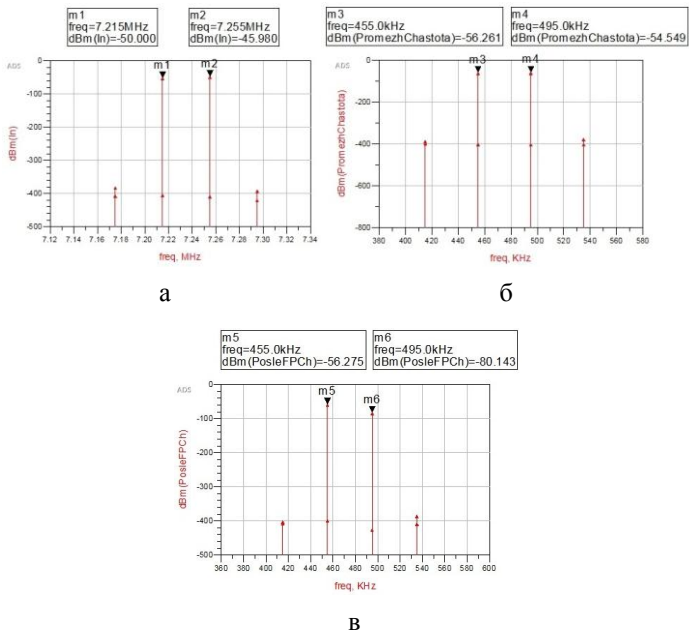 m1
freq=7.215MHz
dBm(In)=-50.000
m2
freq=7.255MHz
dBm(In)=-45.980
ADS
m1
m2
0
-100
-200
-300
-400
-500
dBm(In)
7.12 7.14 7.16 7.18 7.20 7.22 7.24 7.26 7.28 7.30 7.32 7.34
freq, MHz
а
m3
freq=455.0kHz
dBm(PromezhChastota)=-56.261
m4
freq=495.0kHz
dBm(PromezhChastota)=-54.549
ADS
m3
m4
0
-200
-400
-600
-800
dBm(PromezhChastota)
380 400 420 440 460 480 500 520 540 560 580
freq, KHz
б
m5
freq=455.0kHz
dBm(PosleFPCh)=-56.275
m6
freq=495.0kHz
dBm(PosleFPCh)=-80.143
ADS
m5
m6
0
-100
-200
-300
-400
-500
dBm(PosleFPCh)
360 380 400 420 440 460 480 500 520 540 560 580 600
freq, KHz
в